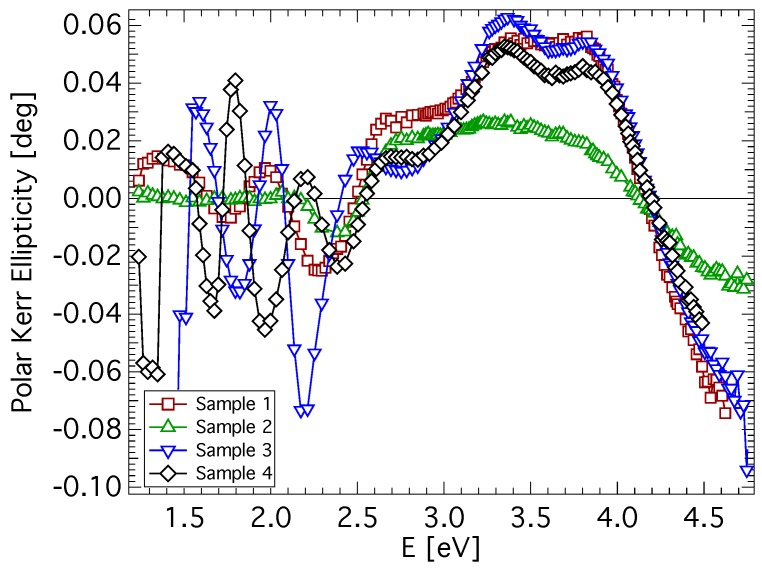 Polar Kerr Ellipticity [deg]
0.06
0.04
0.02
0.00
-0.02
-0.04
-0.06
-0.08
-0.10
Sample 1
Sample 2
Sample 3
Sample 4
1.5 2.0 2.5 3.0 3.5 4.0 4.5
E [eV]